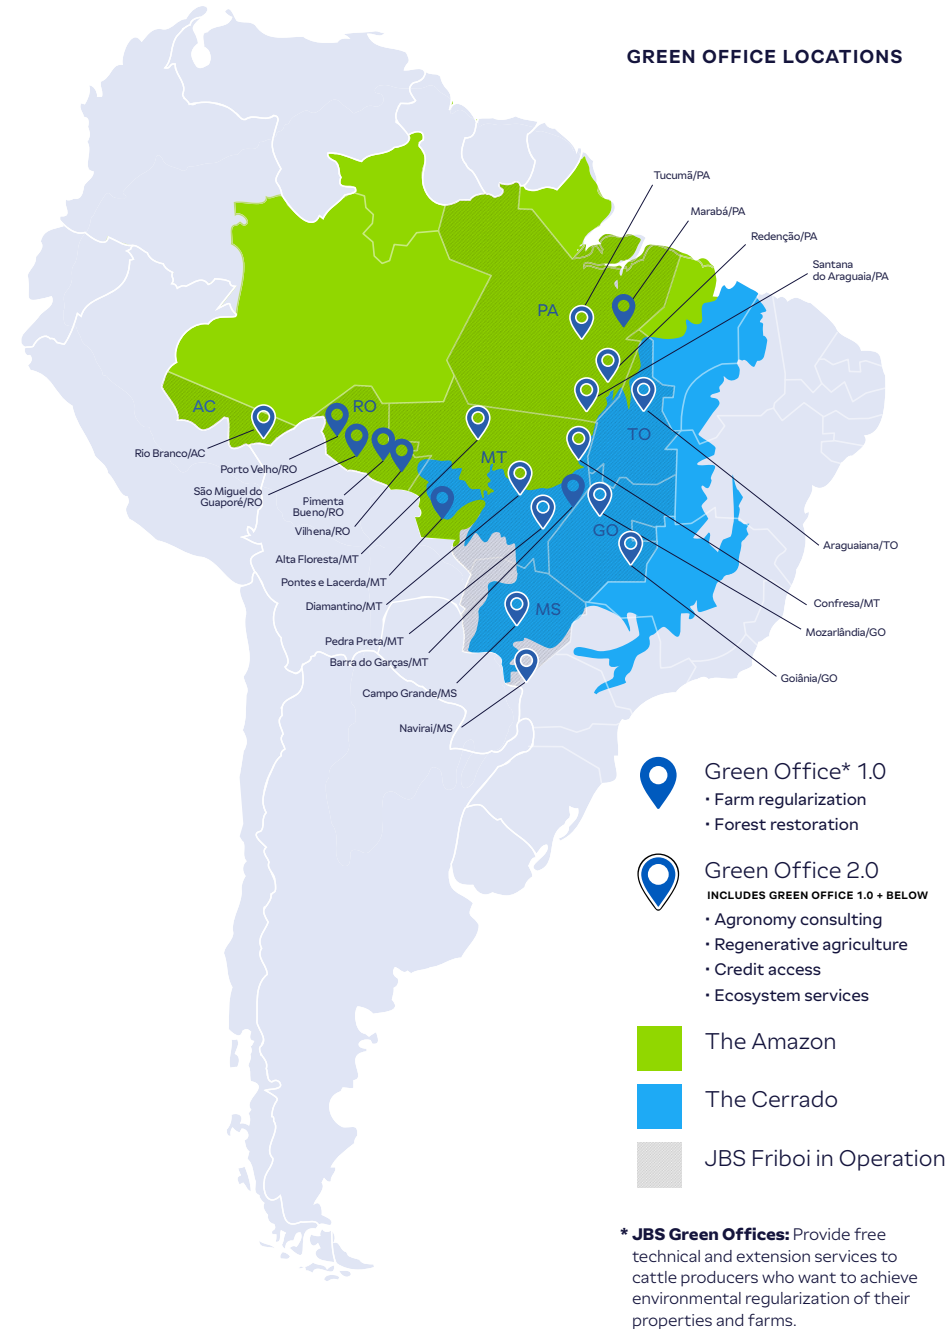 GREEN OFFICE LOCATIONS
Tucumã/PA
Marabá/PA
Redenção/PA
Santana
do Araguaia/PA
PA
AC
RO
TO
MT
GO
MS
Rio Branco/AC
Porto Velho/RO
São Miguel do
Guaporé/RO
Pimenta
Bueno/RO
Vilhena/RO
Alta Floresta/MT
Pontes e Lacerda/MT
Diamantino/MT
Pedra Preta/MT
Barra do Garças/MT
Campo Grande/MS
Navirai/MS
Araguaiana/TO
Confresa/MT
Mozarlândia/GO
Goiânia/GO
Green Office* 1.0
• Farm regularization
• Forest restoration
Green Office 2.0
INCLUDES GREEN OFFICE 1.0 + BELOW
• Agronomy consulting
• Regenerative agriculture
• Credit access
• Ecosystem services
The Amazon
The Cerrado
JBS Friboi in Operation
* JBS Green Offices: Provide free
technical and extension services to
cattle producers who want to achieve
environmental regularization of their
properties and farms.